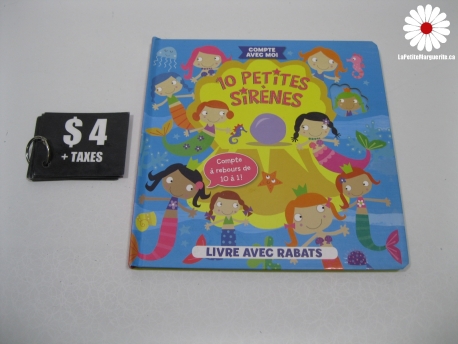 LaPetiteMarguerite.ca
COMPTE
AVEC MOI
10 PETITES
SIRÈNES
$4
+ TAXES
Compte
à rebours de
10 à 1!
LIVRE AVEC RABATS